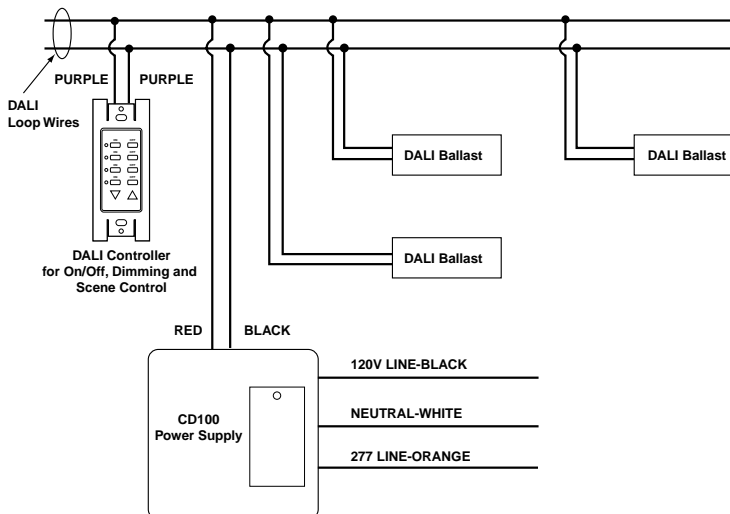 PURPLE
PURPLE
DALI
Loop Wires
DALI Ballast
DALI Ballast
DALI Controller
for On/Off, Dimming and
Scene Control
DALI Ballast
RED
BLACK
120V LINE-BLACK
CD100
Power Supply
NEUTRAL-WHITE
277 LINE-ORANGE